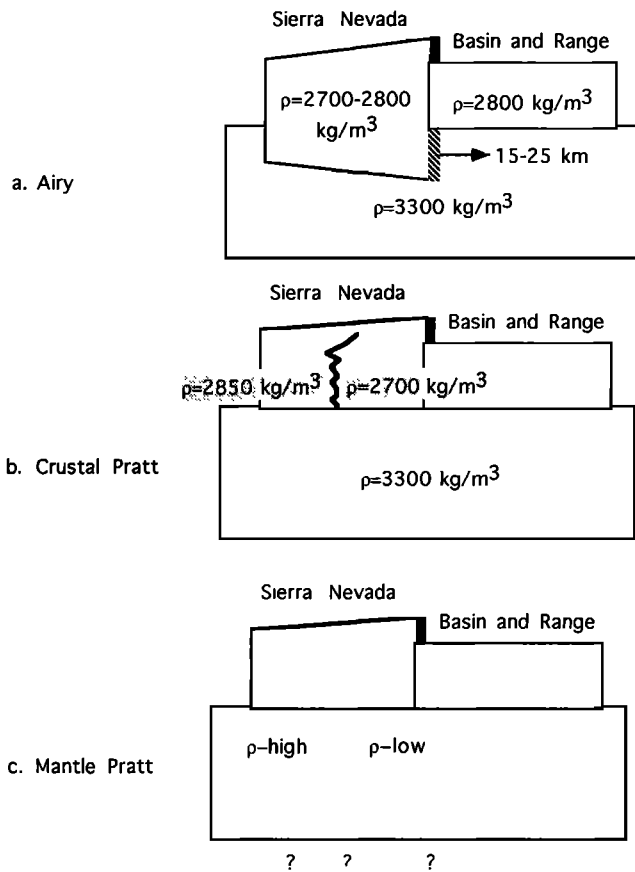 Sierra Nevada
Basin and Range
ρ=2700-2800
kg/m³
ρ=2800 kg/m³
15-25 km
a. Airy
ρ=3300 kg/m³
Sierra Nevada
Basin and Range
ρ=2850 kg/m³
ρ=2700 kg/m³
b. Crustal Pratt
ρ=3300 kg/m³
Sierra Nevada
Basin and Range
ρ-high
ρ-low
c. Mantle Pratt
? ? ?